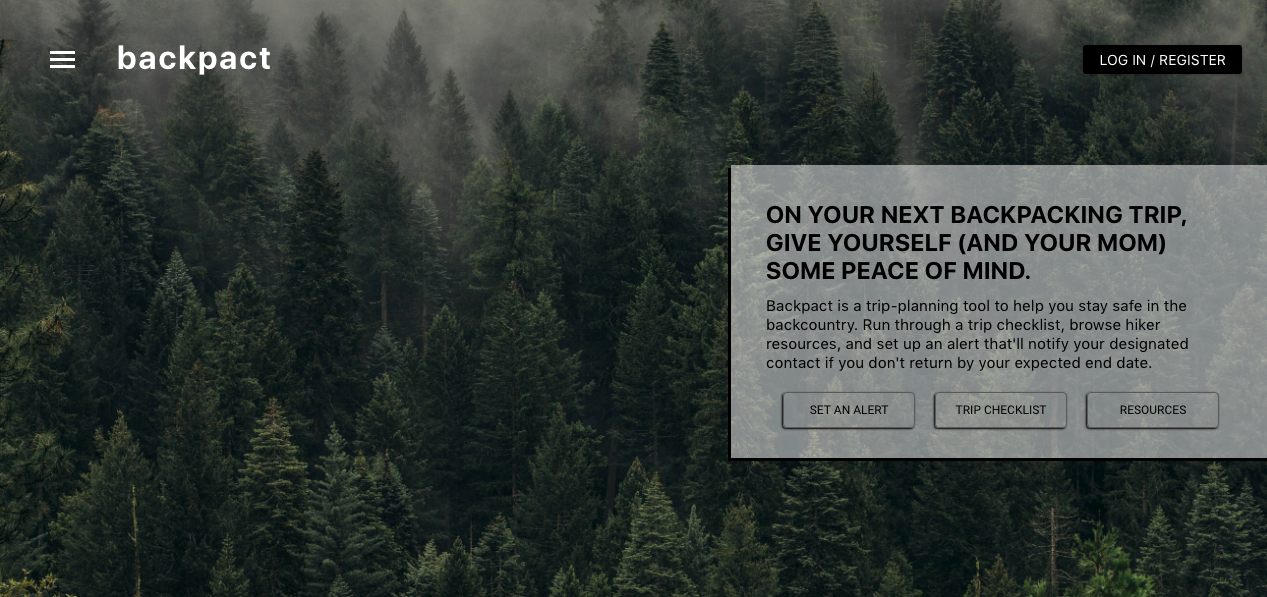 backpact
LOG IN / REGISTER
ON YOUR NEXT BACKPACKING TRIP,
GIVE YOURSELF (AND YOUR MOM)
SOME PEACE OF MIND.
Backpact is a trip-planning tool to help you stay safe in the
backcountry. Run through a trip checklist, browse hiker
resources, and set up an alert that'll notify your designated
contact if you don't return by your expected end date.
SET AN ALERT
TRIP CHECKLIST
RESOURCES